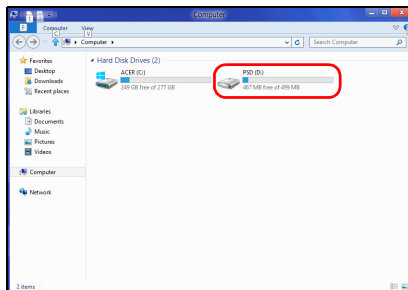 Computer
F Computer View
C V
Computer
Search Computer
Favorites
Desktop
Downloads
Recent places
Libraries
Documents
Music
Pictures
Videos
Computer
Network
Hard Disk Drives (2)
ACER (C:)
249 GB free of 277 GB
PSD (D:)
467 MB free of 499 MB
2 items